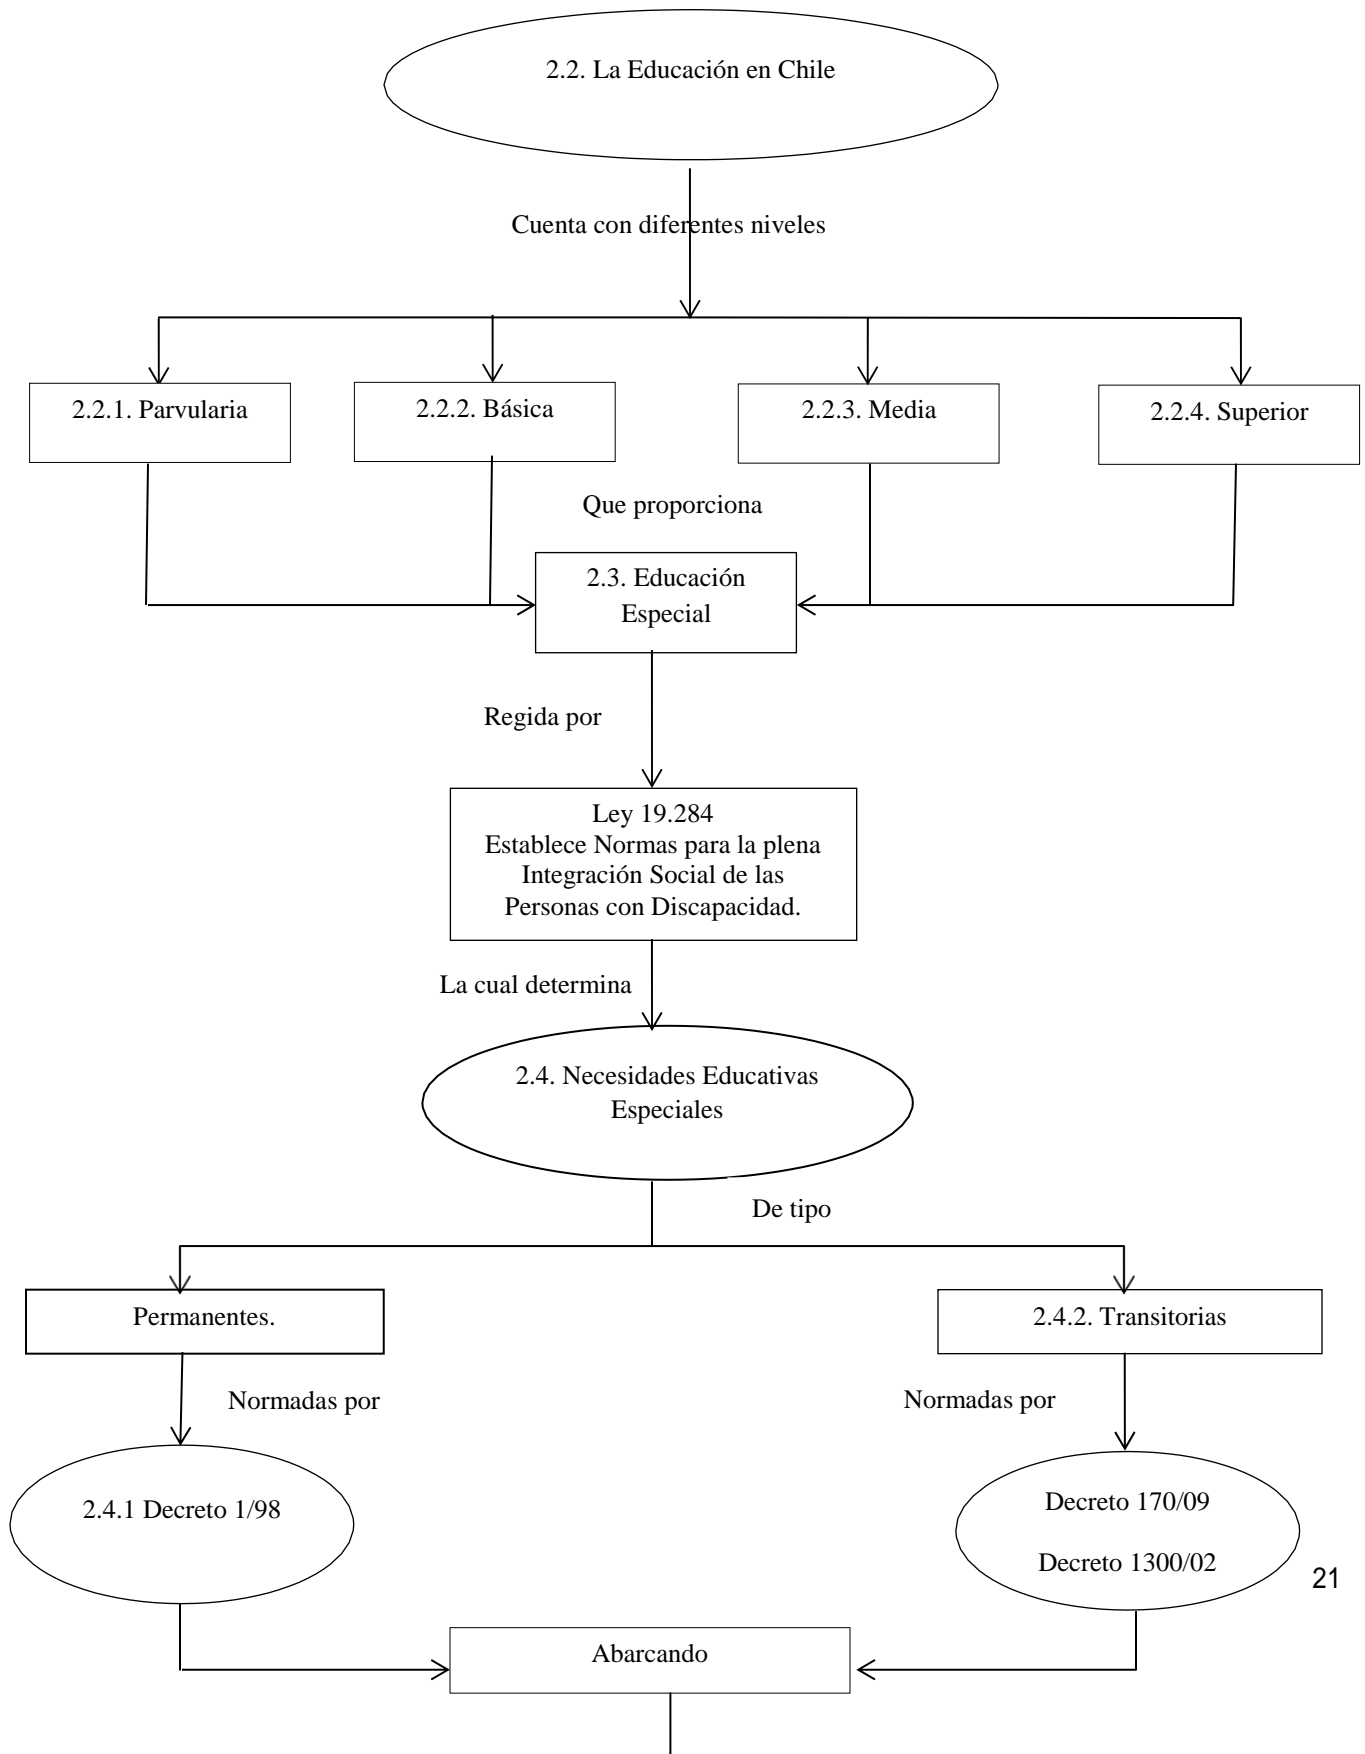 2.2. La Educación en Chile
Cuenta con diferentes niveles
2.2.1. Parvularia
2.2.2. Básica
2.2.3. Media
2.2.4. Superior
Que proporciona
2.3. Educación
Especial
Regida por
Ley 19.284
Establece Normas para la plena
Integración Social de las
Personas con Discapacidad.
La cual determina
2.4. Necesidades Educativas
Especiales
De tipo
Permanentes.
2.4.2. Transitorias
Normadas por
Normadas por
2.4.1 Decreto 1/98
Decreto 170/09
Decreto 1300/02
21
Abarcando